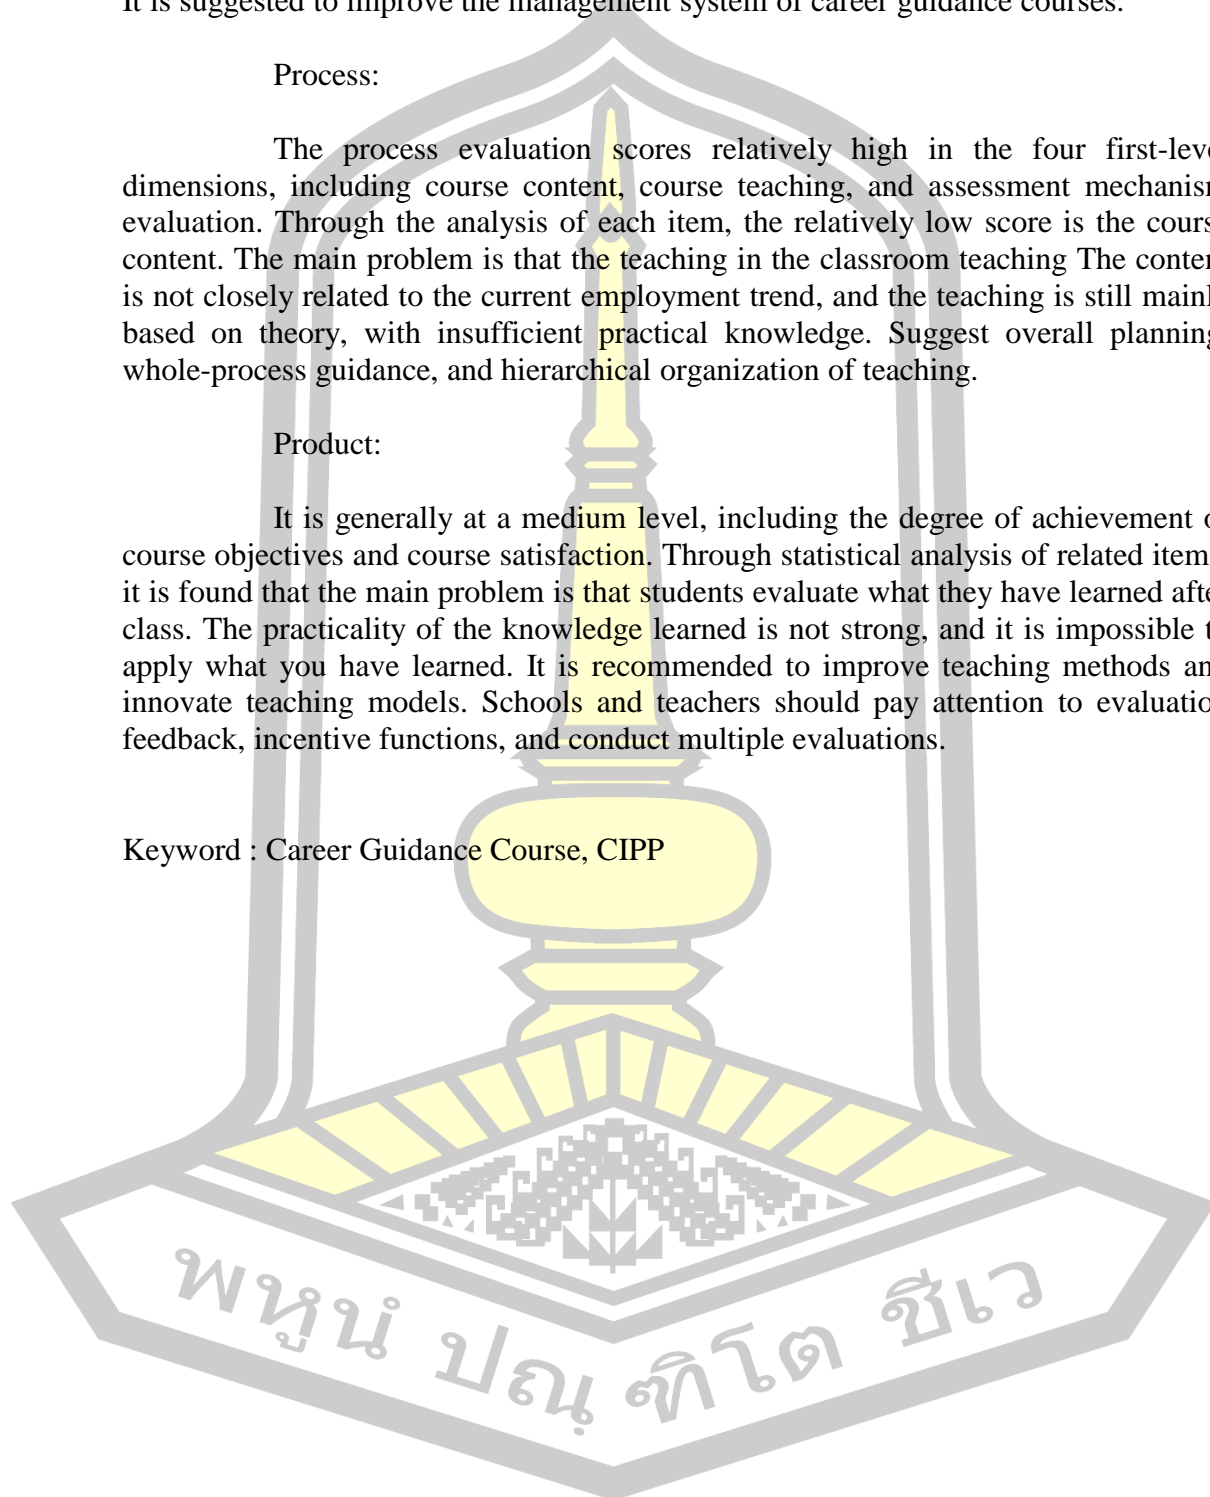 It is suggested to improve the management system of career guidance courses.
Process:
The process evaluation scores relatively high in the four first-leve
dimensions, including course content, course teaching, and assessment mechanism
evaluation. Through the analysis of each item, the relatively low score is the cours
content. The main problem is that the teaching in the classroom teaching The conten
is not closely related to the current employment trend, and the teaching is still mainl
based on theory, with insufficient practical knowledge. Suggest overall planning,
whole-process guidance, and hierarchical organization of teaching.
Product:
It is generally at a medium level, including the degree of achievement o
course objectives and course satisfaction. Through statistical analysis of related item
it is found that the main problem is that students evaluate what they have learned afte
class. The practicality of the knowledge learned is not strong, and it is impossible t
apply what you have learned. It is recommended to improve teaching methods an
innovate teaching models. Schools and teachers should pay attention to evaluatio
feedback, incentive functions, and conduct multiple evaluations.
Keyword : Career Guidance Course, CIPP
พหูนํ ปณฺ ฑิโต ชีเว